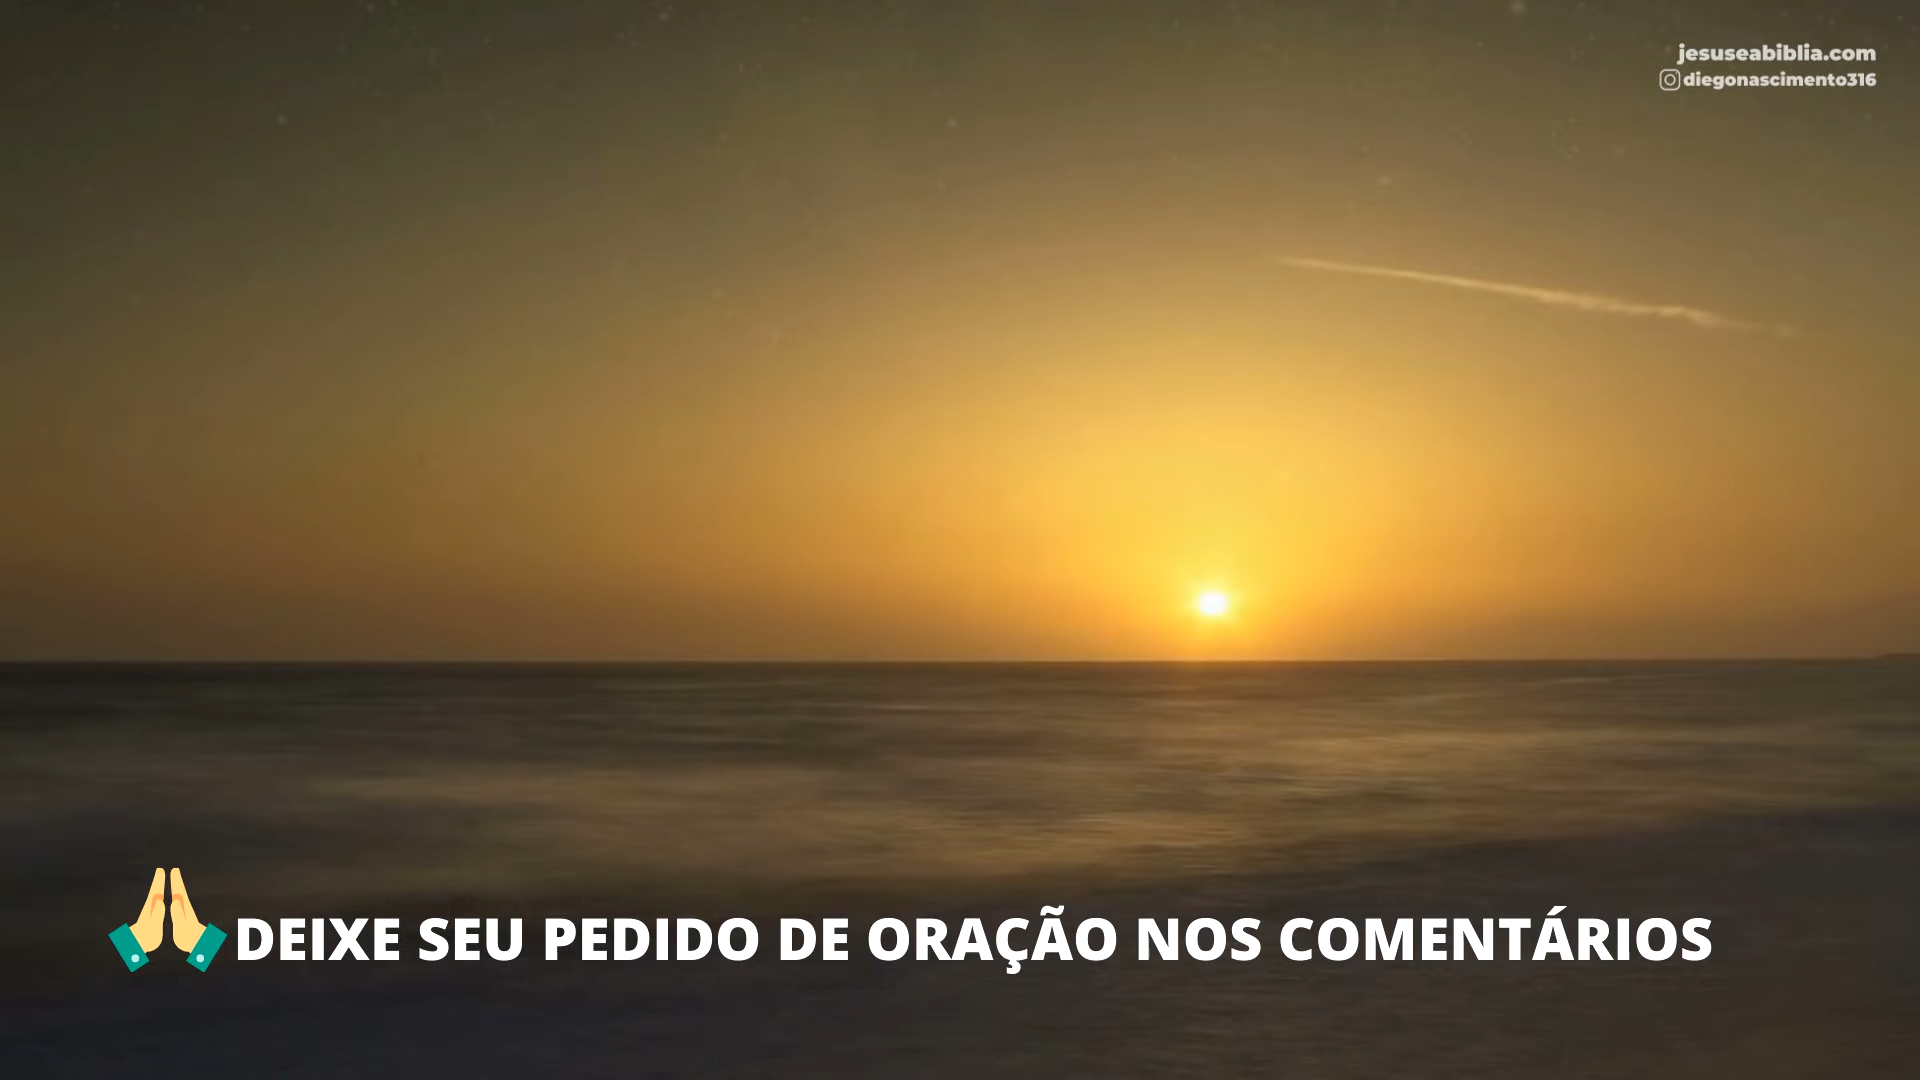 jesuseabiblia.com
diegonascimento316
DEIXE SEU PEDIDO DE ORAÇÃO NOS COMENTÁRIOS